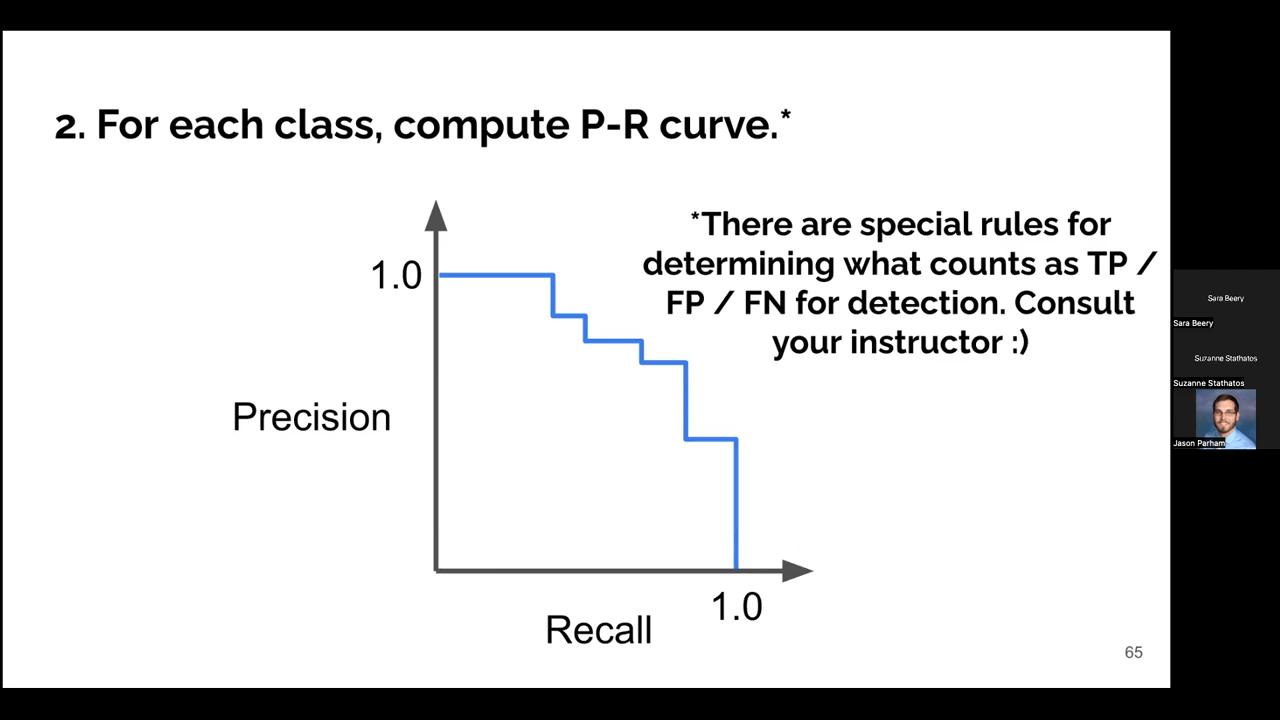 2. For each class, compute P-R curve.*
*There are special rules for
determining what counts as TP /
FP / FN for detection. Consult
your instructor :)
1.0
Precision
1.0
Recall
65
Sara Beery
Sara Beery
Suzanne Stathatos
Suzanne Stathatos
Jason Parham